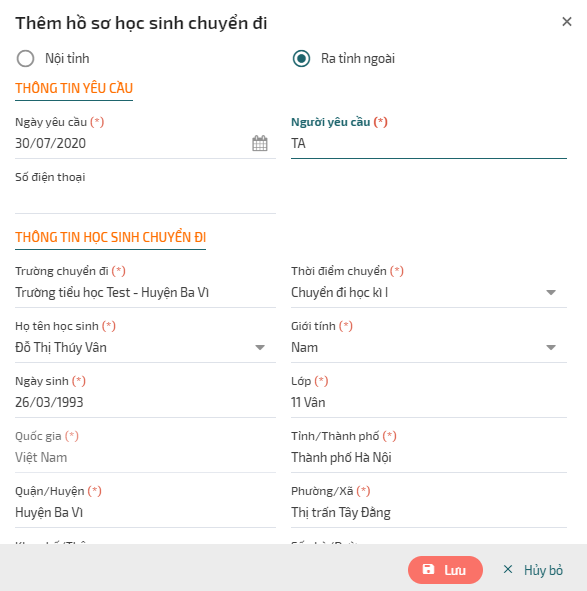 Thêm hồ sơ học sinh chuyển đi
Nội tỉnh
Ra tỉnh ngoài
THÔNG TIN YÊU CẦU
Ngày yêu cầu (*)
Người yêu cầu (*)
30/07/2020
TA
Số điện thoại
THÔNG TIN HỌC SINH CHUYỂN ĐI
Trường chuyển đi (*)
Thời điểm chuyển (*)
Trường tiểu học Test - Huyện Ba Vì
Chuyển đi học kì I
Họ tên học sinh (*)
Giới tính (*)
Đỗ Thị Thúy Vân
Nam
Ngày sinh (*)
Lớp (*)
26/03/1993
11 Văn
Quốc gia (*)
Tỉnh/Thành phố (*)
Việt Nam
Thành phố Hà Nội
Quận/Huyện (*)
Phường/Xã (*)
Huyện Ba Vì
Thị trấn Tây Đằng
Lưu
Hủy bỏ